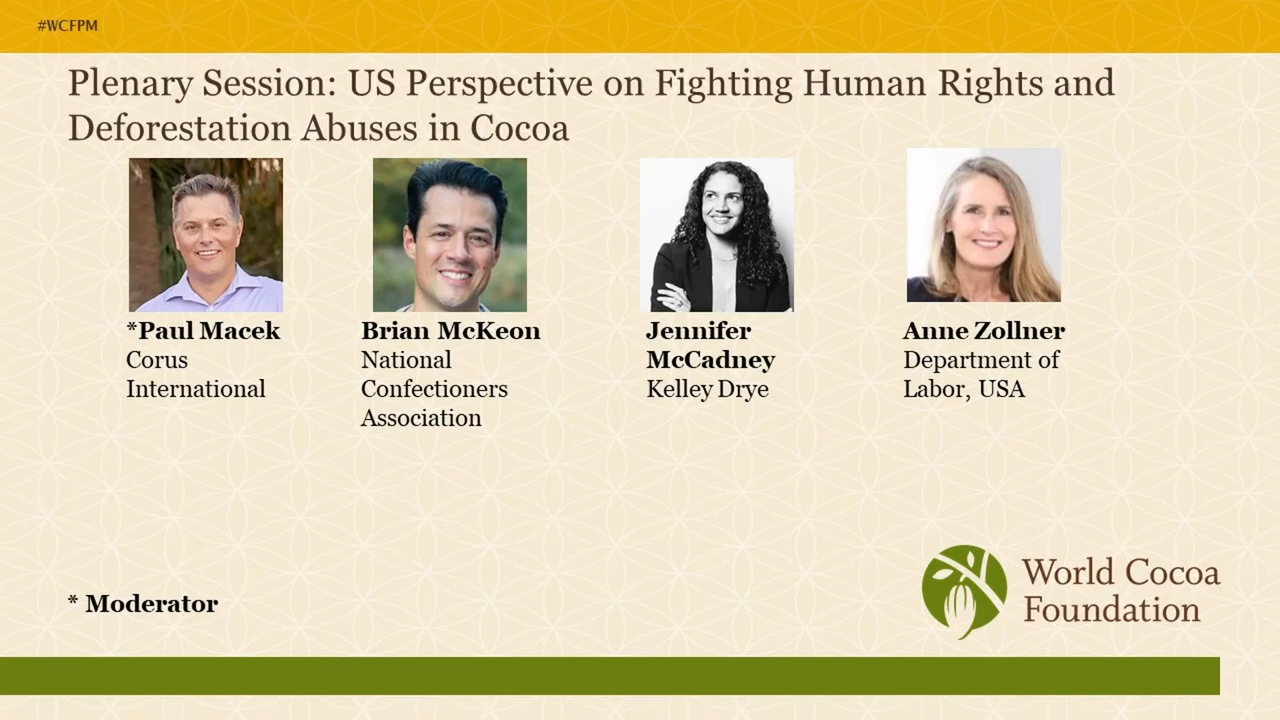 #WCFPM
Plenary Session: US Perspective on Fighting Human Rights and
Deforestation Abuses in Cocoa
*Paul Macek
Corus
International
Brian McKeon
National
Confectioners
Association
Jennifer
McCadney
Kelley Drye
Anne Zollner
Department of
Labor, USA
* Moderator
World Cocoa
Foundation